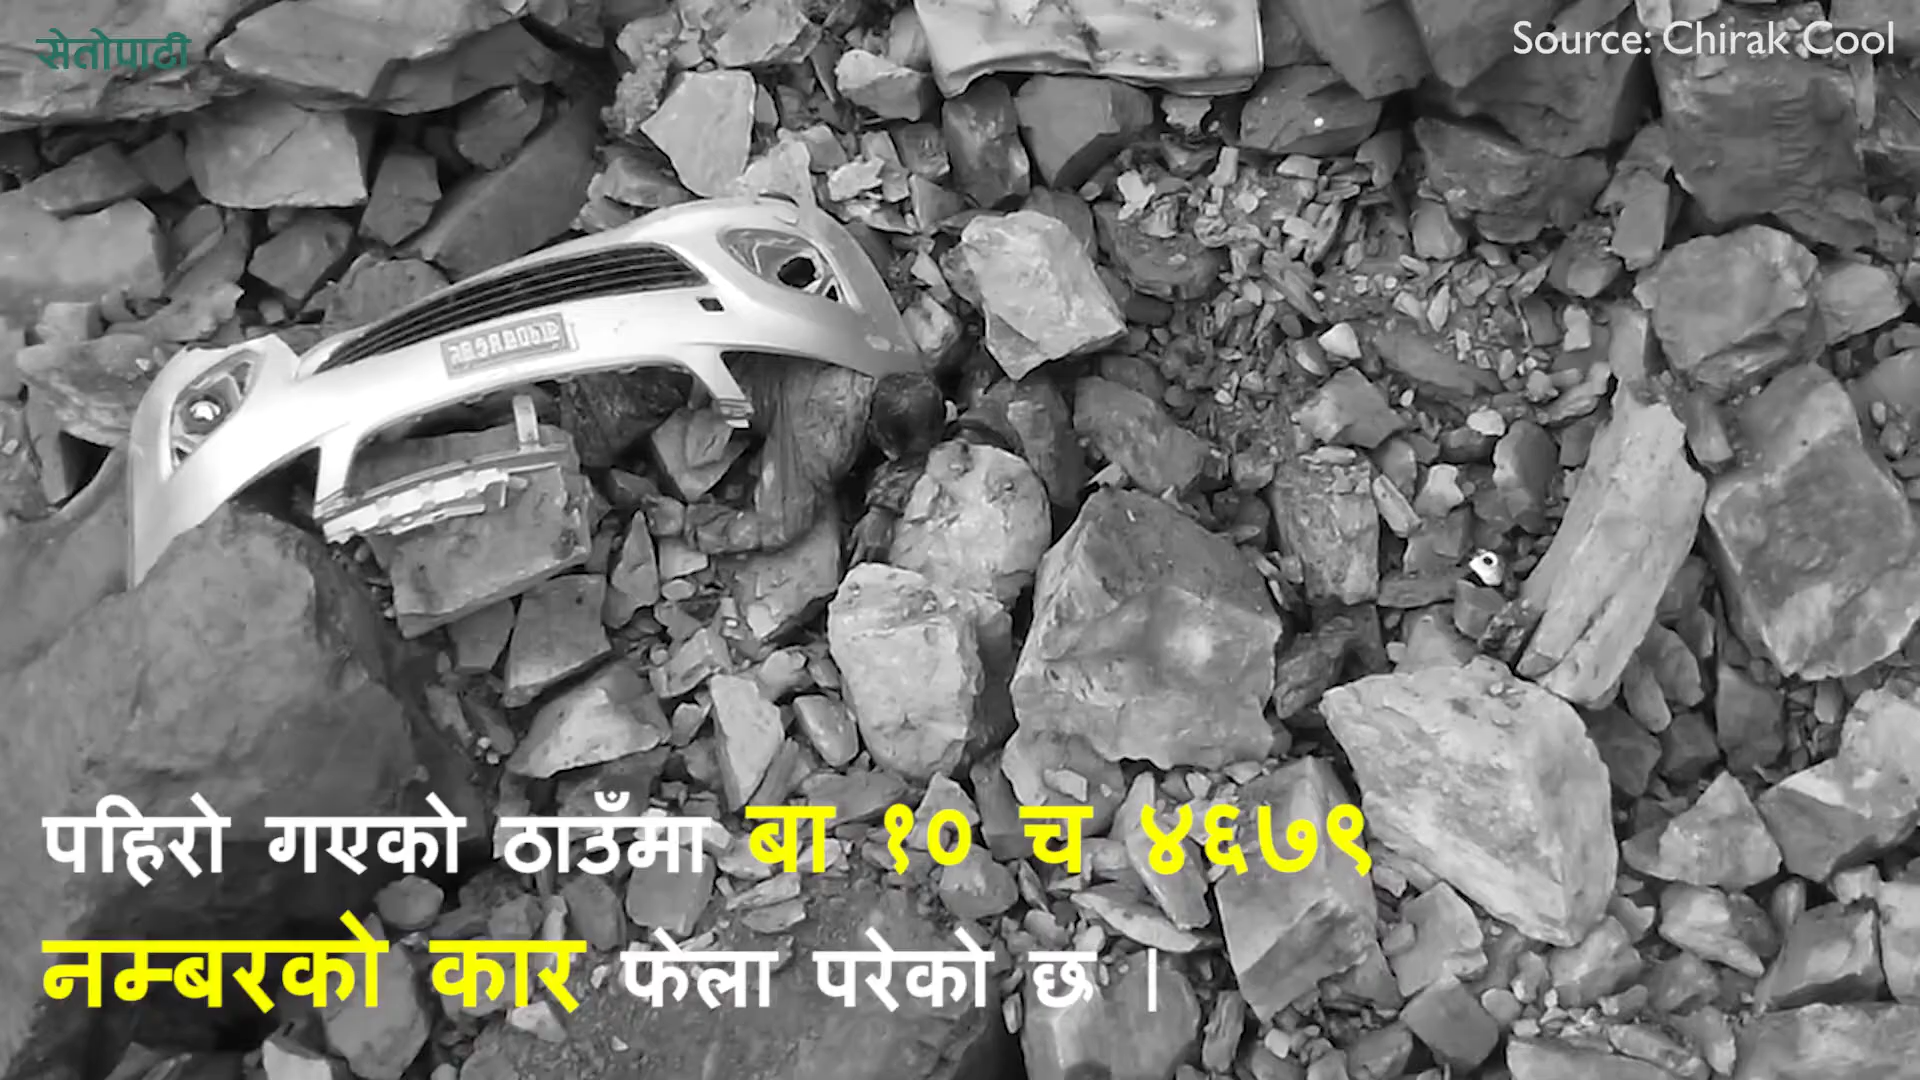 सेतोपाटी
Source: Chirak Cool
पहिरो गएको ठाउँमा बा १० च ४६७९
नम्बरको कार फेला परेको छ |